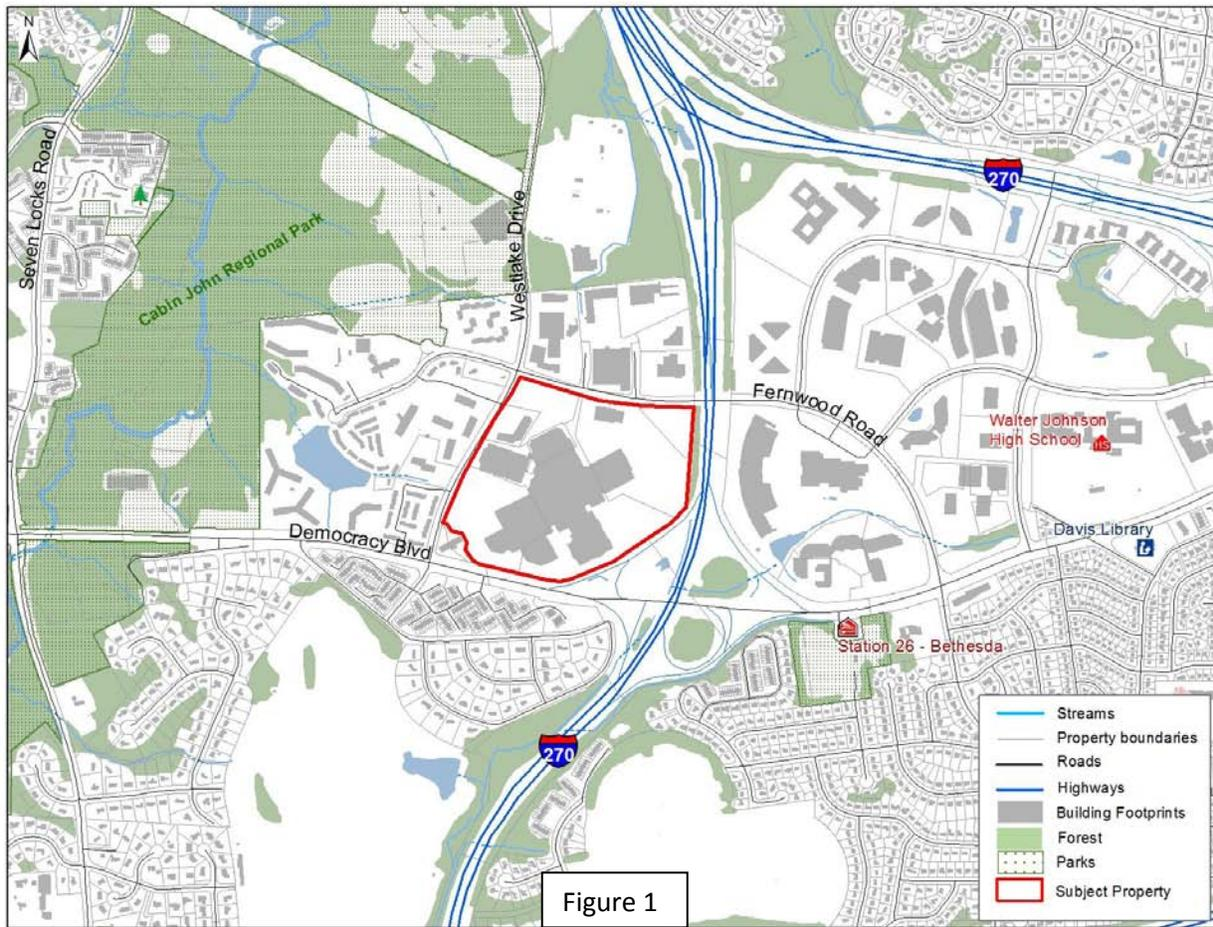 N
270
Seven Locks Road
Cabin John Regional Park
Westlake Drive
Fernwood Road
Walter Johnson
High School
HS
Democracy Blvd
Davis Library
Station 26 - Bethesda
270
Streams
Property boundaries
Roads
Highways
Building Footprints
Forest
Parks
Subject Property
Figure 1